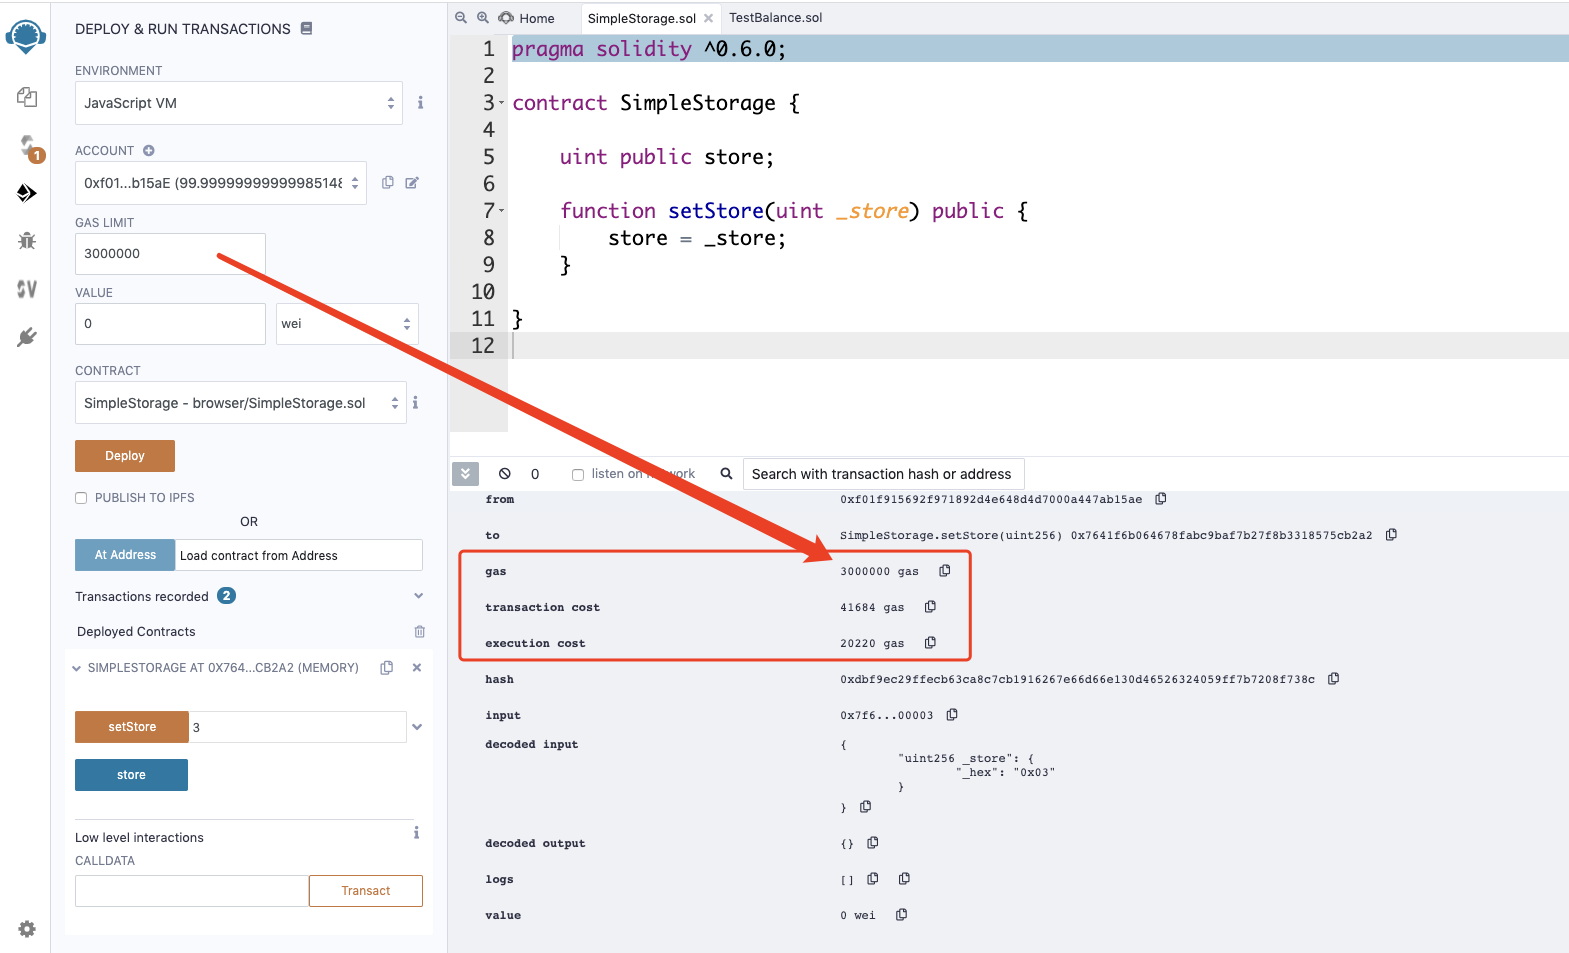 DEPLOY & RUN TRANSACTIONS
ENVIRONMENT
JavaScript VM
i
ACCOUNT
0xf01...b15aE (99.99999999999985148
GAS LIMIT
3000000
VALUE
0
wei
CONTRACT
SimpleStorage - browser/SimpleStorage.sol
i
Deploy
PUBLISH TO IPFS
OR
At Address
Load contract from Address
Transactions recorded 2
Deployed Contracts
SIMPLESTORAGE AT 0X764...CB2A2 (MEMORY)
setStore
3
store
Low level interactions
i
CALLDATA
Transact
1
SV
Home
SimpleStorage.sol
TestBalance.sol
1 pragma solidity ^0.6.0;
2
3 contract SimpleStorage {
4
5 uint public store;
6
7 function setStore(uint _store) public {
8 store = _store;
9 }
10
11 }
12
0
listen on network
Search with transaction hash or address
from 0xf01f915692f971892d4e648d4d7000a447ab15ae
to SimpleStorage.setStore(uint256) 0x7641f6b064678fabc9baf7b27f8b3318575cb2a2
gas 3000000 gas
transaction cost 41684 gas
execution cost 20220 gas
hash 0xdbf9ec29ffecb63ca8c7cb1916267e66d66e130d46526324059ff7b7208f738c
input 0x7f6...00003
decoded input {
"uint256 _store": {
"_hex": "0x03"
}
}
decoded output {}
logs []
value 0 wei